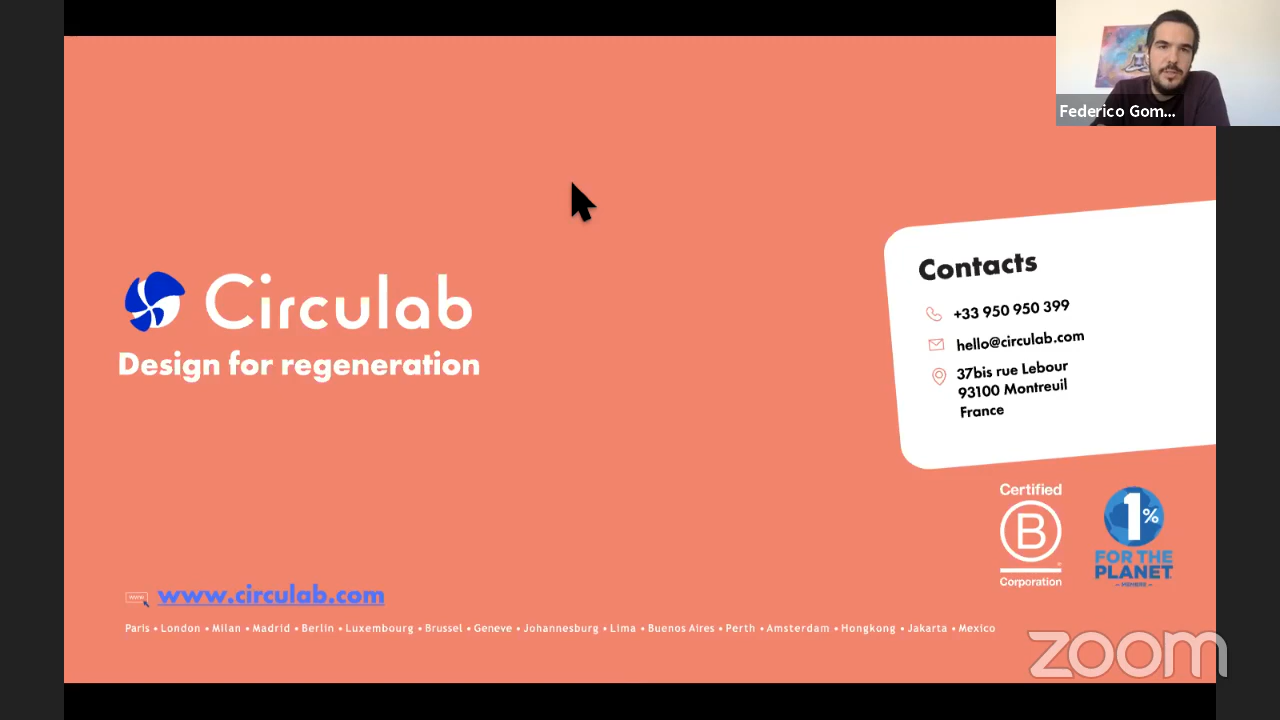 Federico Gom...
Circulab
Design for regeneration
Contacts
+33 950 950 399
hello@circulab.com
37bis rue Lebour
93100 Montreuil
France
Certified
B
Corporation
1%
FOR THE
PLANET
– MEMBRE –
www
www.circulab.com
Paris • London • Milan • Madrid • Berlin • Luxembourg • Brussel • Geneve • Johannesburg • Lima • Buenos Aires • Perth • Amsterdam • Hongkong • Jakarta • Mexico
zoom